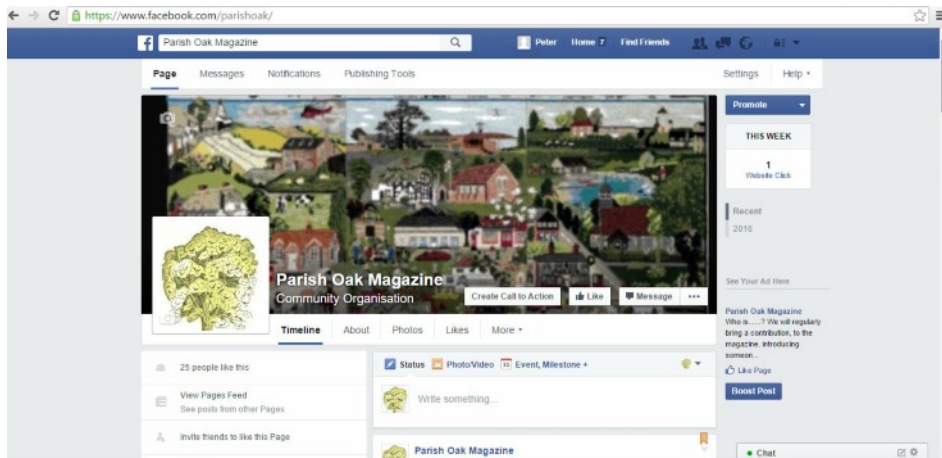 https://www.facebook.com/parishoak/
Parish Oak Magazine
Peter Home 7 Find Friends
Page Messages Notifications Publishing Tools Settings Help
Promote
THIS WEEK
1
Website Click
Recent
2016
Parish Oak Magazine
Community Organisation
Create Call to Action Like Message
Timeline About Photos Likes More
See Your Ad Here
Parish Oak Magazine
Who is.....? We will regularly
bring a contribution, to the
magazine, introducing
someon...
Like Page
Boost Post
25 people like this
View Pages Feed
See posts from other Pages
Invite friends to like this Page
Status Photo/Video Event, Milestone +
Write something...
Parish Oak Magazine
Chat